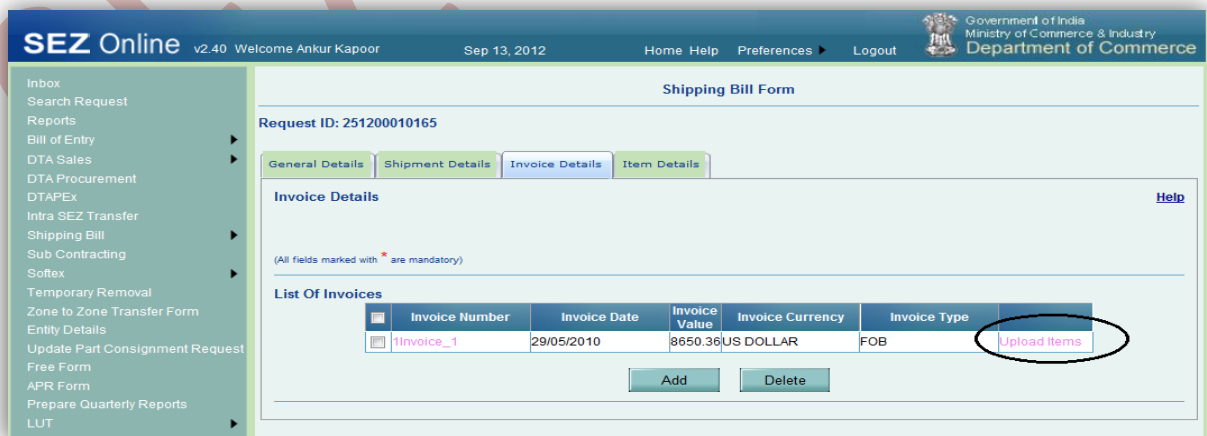 SEZ Online v2.40 Welcome Ankur Kapoor Sep 13, 2012 Home Help Preferences Logout
Government of India
Ministry of Commerce & Industry
Department of Commerce
Inbox
Search Request
Reports
Bill of Entry
DTA Sales
DTA Procurement
DTAPEx
Intra SEZ Transfer
Shipping Bill
Sub Contracting
Softex
Temporary Removal
Zone to Zone Transfer Form
Entity Details
Update Part Consignment Request
Free Form
APR Form
Prepare Quarterly Reports
LUT
Shipping Bill Form
Request ID: 251200010165
General Details Shipment Details Invoice Details Item Details
Invoice Details Help
(All fields marked with * are mandatory)
List Of Invoices
Invoice Number Invoice Date Invoice Value Invoice Currency Invoice Type
1Invoice_1 29/05/2010 8650.36 US DOLLAR FOB Upload Items
Add Delete